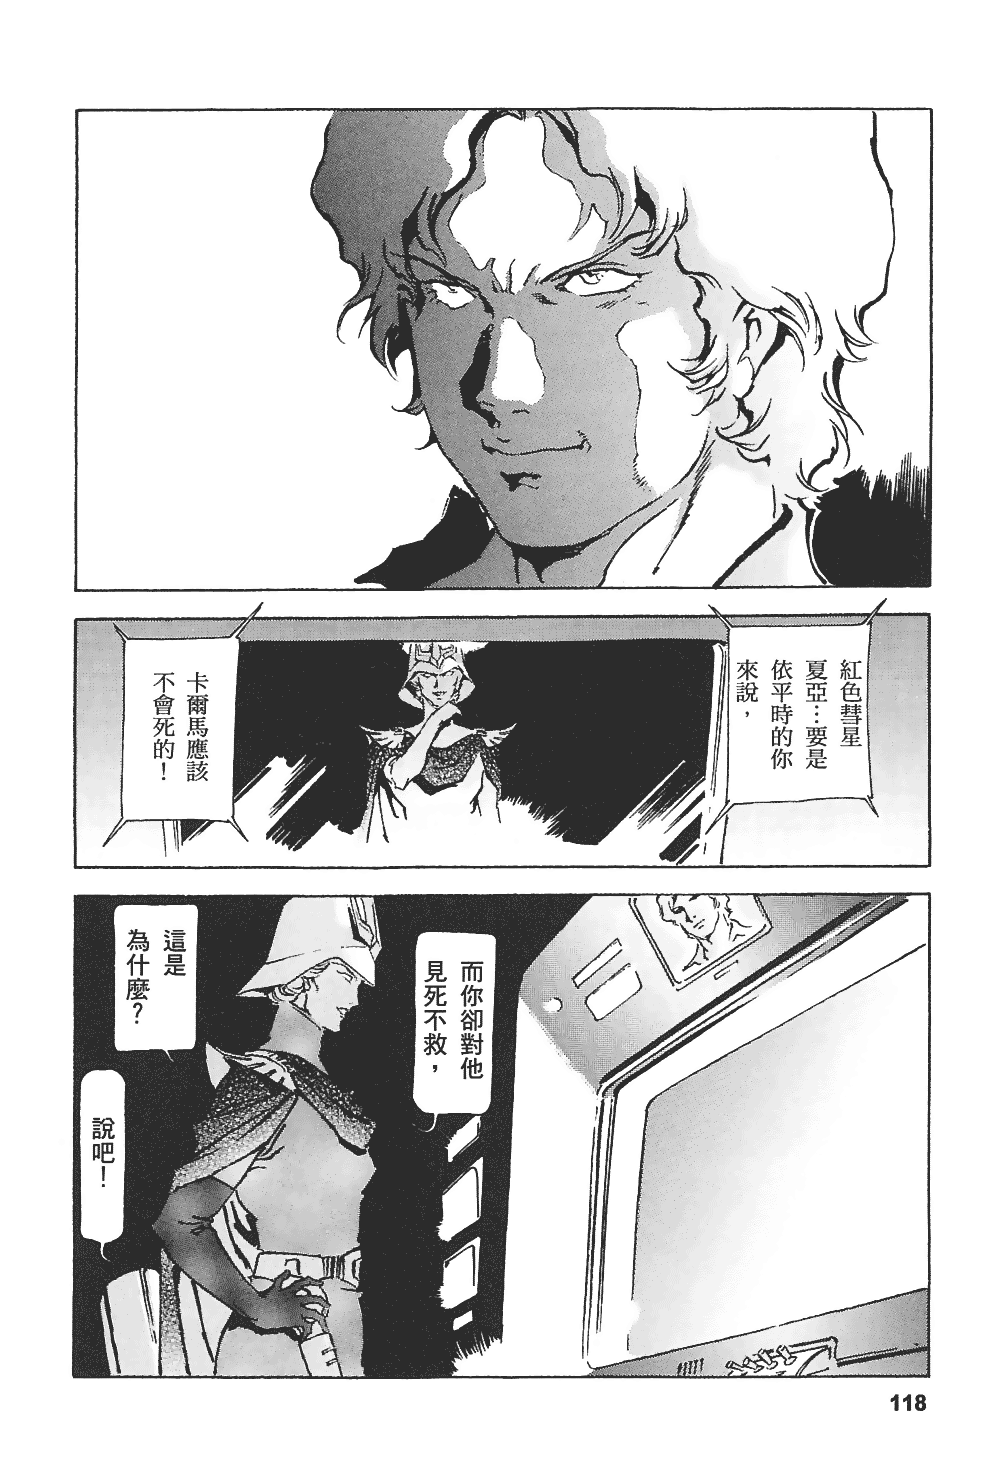 紅色彗星
夏亞…要是
依平時的你
來說，
卡爾馬應該
不會死的！
而你卻對他
見死不救，
這是
為什麼？
說吧！
118